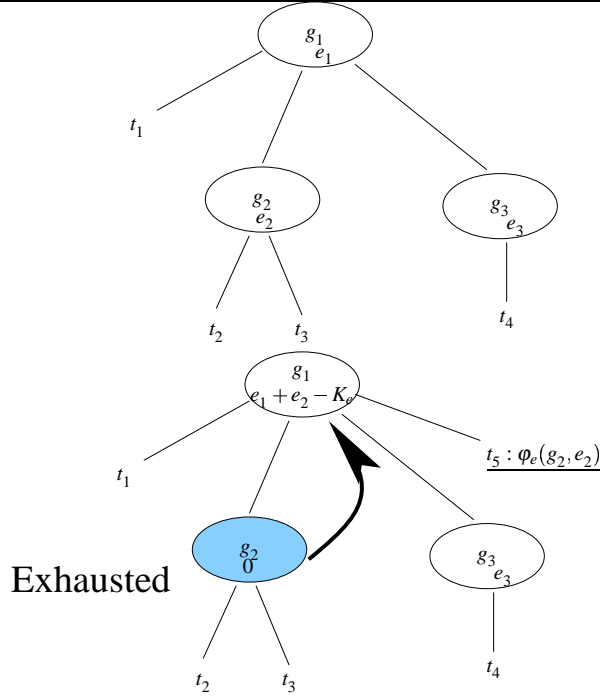 g₁
e₁
t₁
g₂
e₂
g₃
e₃
t₂
t₃
t₄
g₁
e₁ + e₂ − Kₑ
t₁
t₅ : φₑ(g₂, e₂)
g₂
0
g₃
e₃
Exhausted
t₂
t₃
t₄